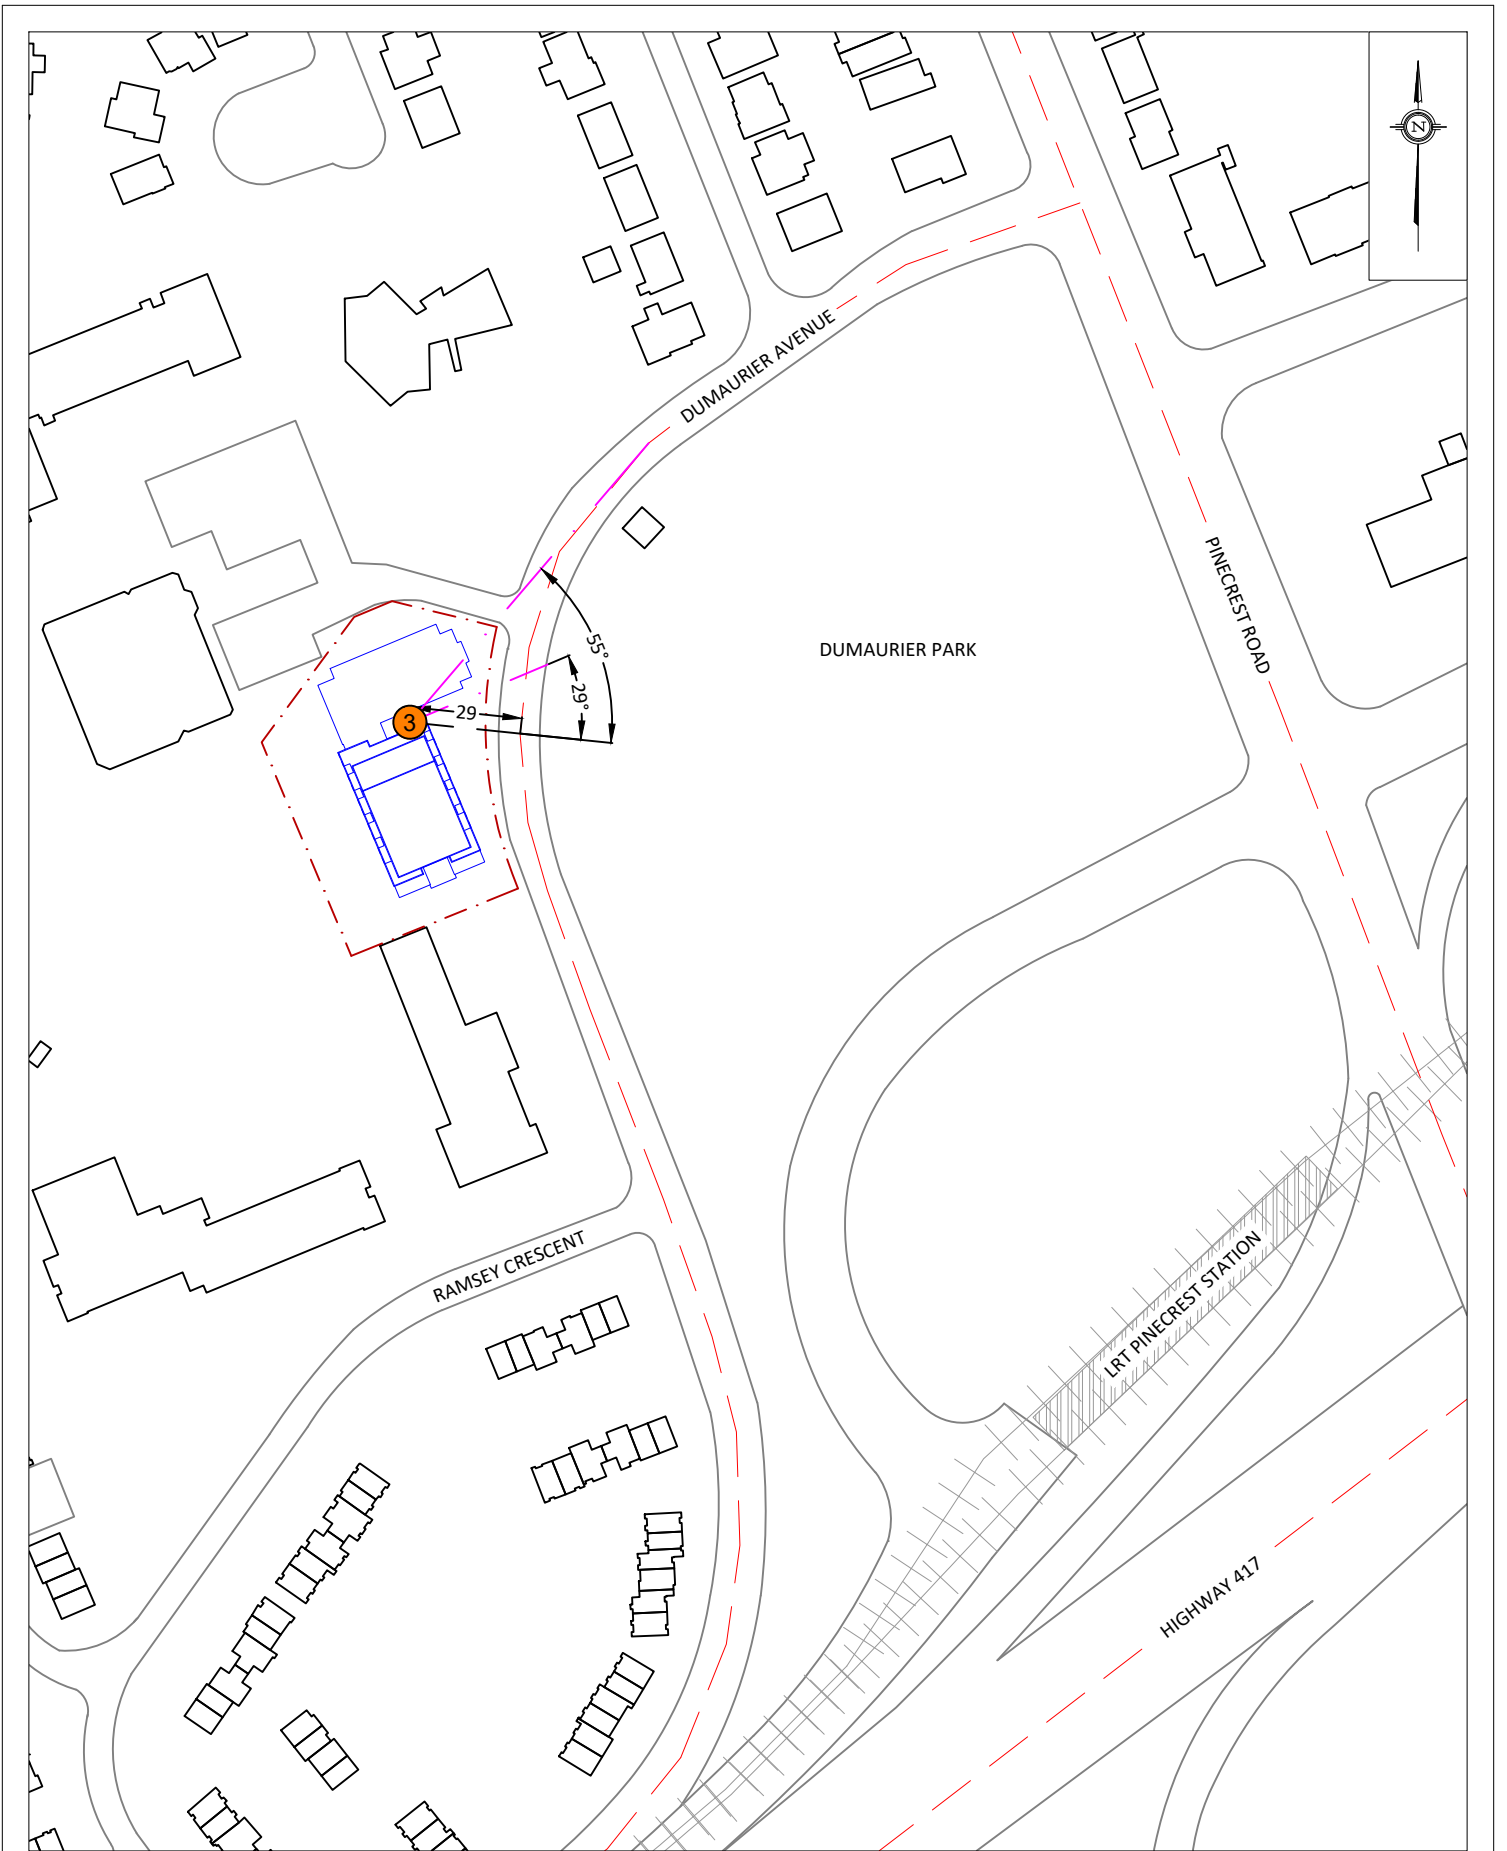 N
DUMAURIER AVENUE
PINECREST ROAD
55°
DUMAURIER PARK
29°
29
3
RAMSEY CRESCENT
LRT PINECREST STATION
HIGHWAY 417